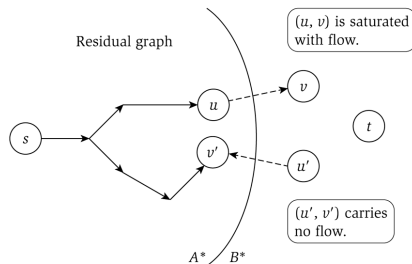 (u, v) is saturated
with flow.
Residual graph
u
v
s
v′
t
u′
(u′, v′) carries
no flow.
A* B*